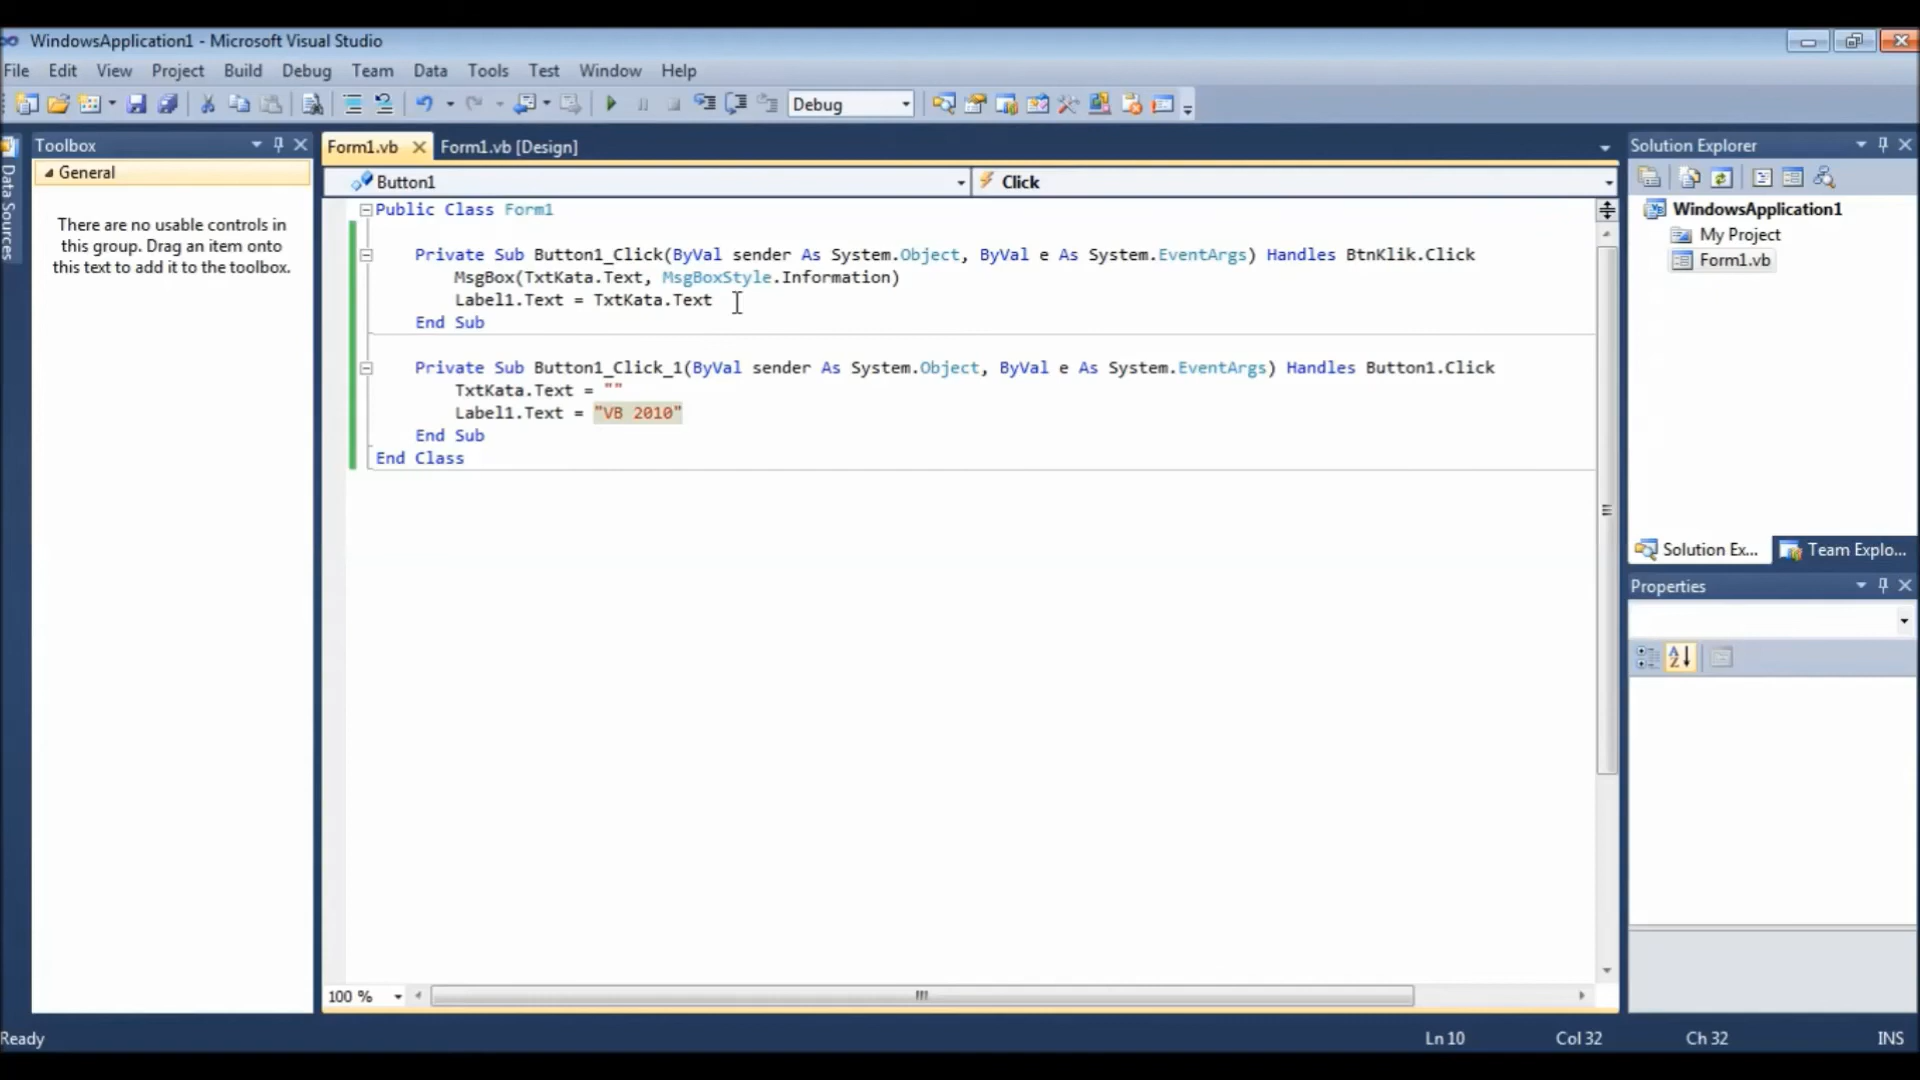 WindowsApplication1 - Microsoft Visual Studio
File Edit View Project Build Debug Team Data Tools Test Window Help
Debug
Data Sources
Toolbox
General
There are no usable controls in
this group. Drag an item onto
this text to add it to the toolbox.
Form1.vb
Form1.vb [Design]
Button1
Click
Public Class Form1
Private Sub Button1_Click(ByVal sender As System.Object, ByVal e As System.EventArgs) Handles BtnKlik.Click
MsgBox(TxtKata.Text, MsgBoxStyle.Information)
Label1.Text = TxtKata.Text
End Sub
Private Sub Button1_Click_1(ByVal sender As System.Object, ByVal e As System.EventArgs) Handles Button1.Click
TxtKata.Text = ""
Label1.Text = "VB 2010"
End Sub
End Class
100 %
Solution Explorer
WindowsApplication1
My Project
Form1.vb
Solution Ex...
Team Explo...
Properties
Ready
Ln 10
Col 32
Ch 32
INS